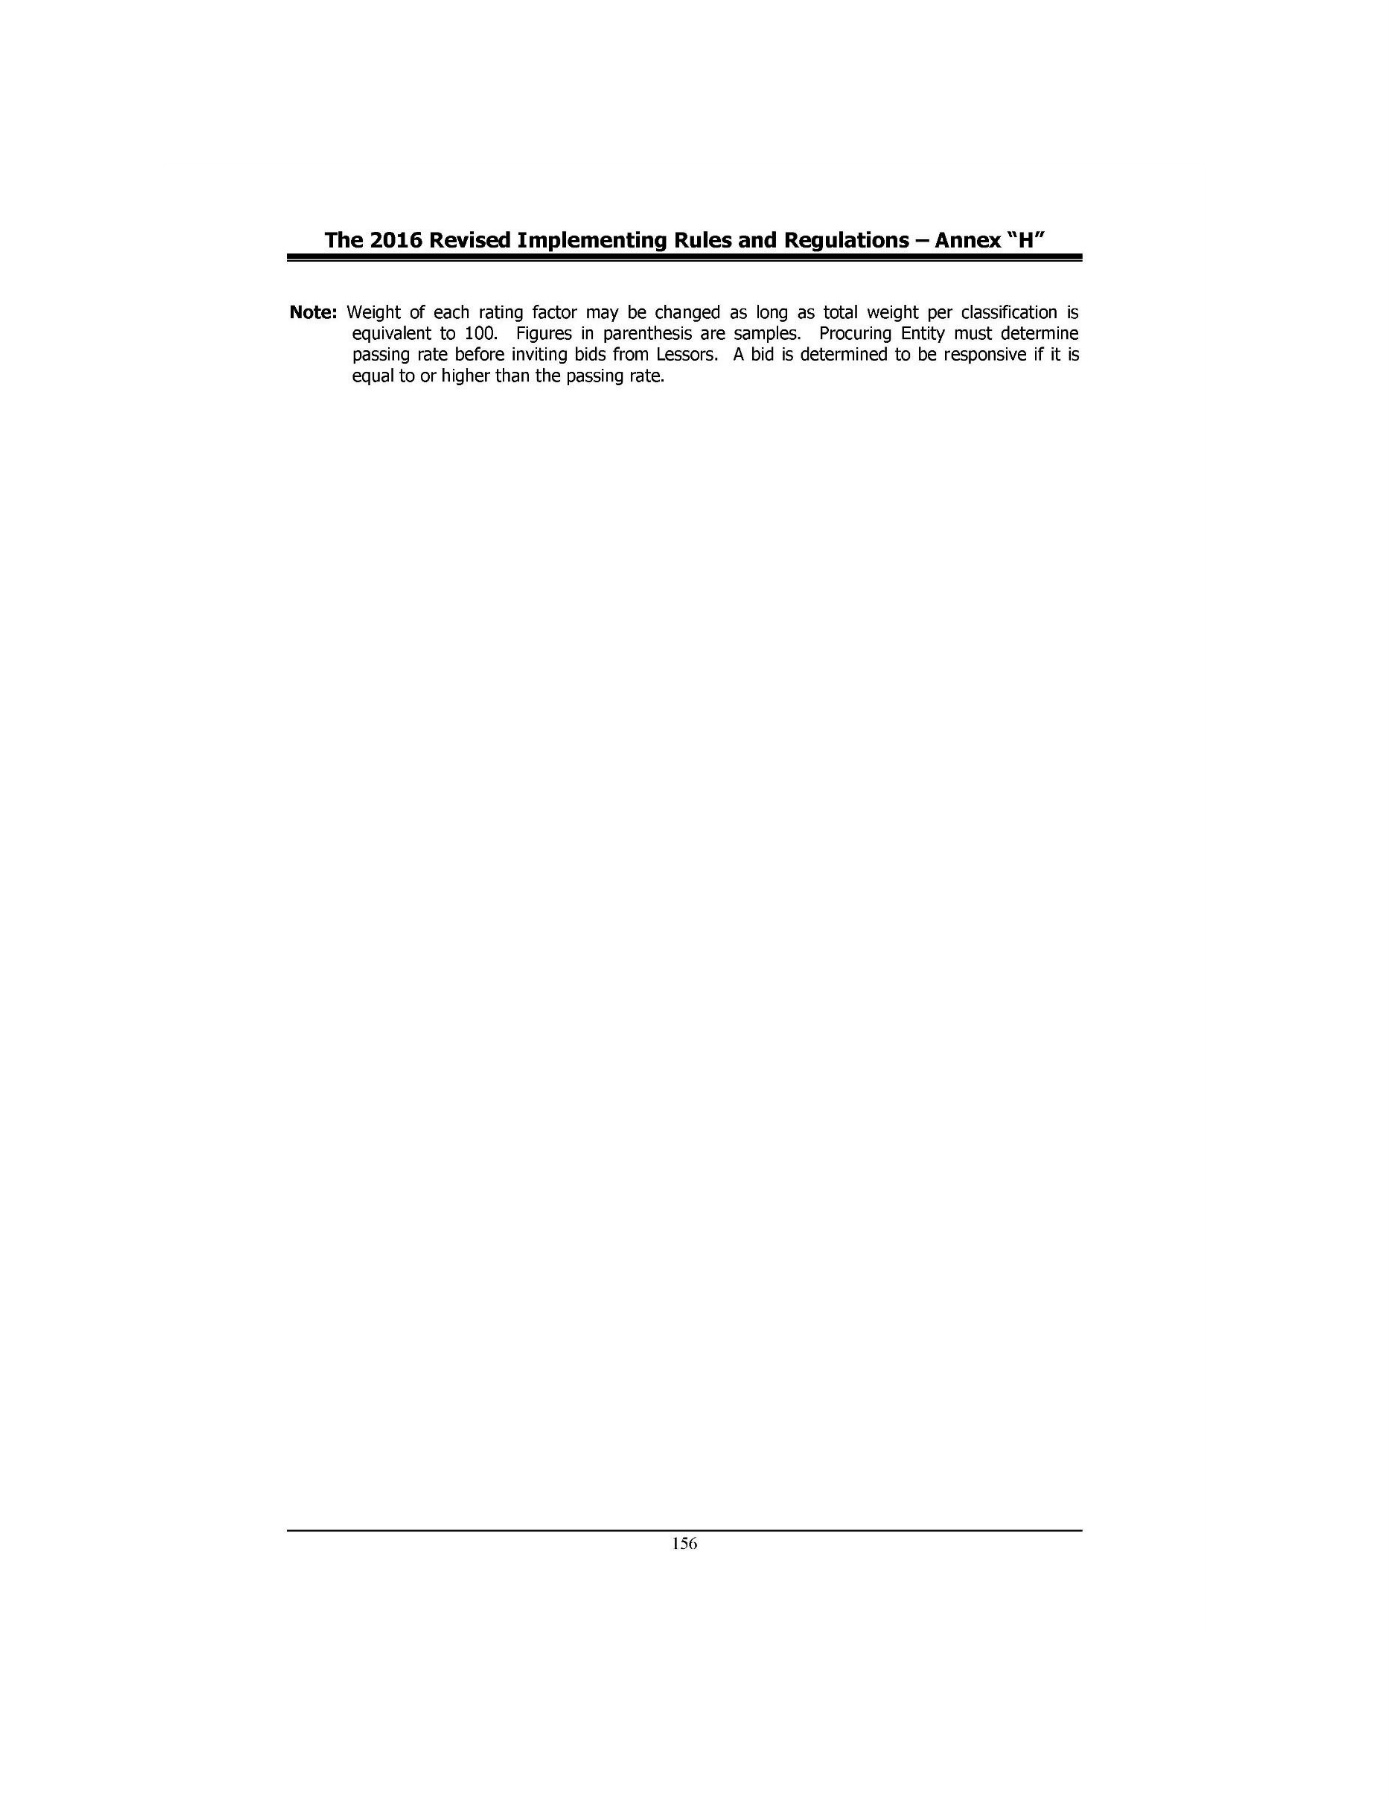 The 2016 Revised Implementing Rules and Regulations – Annex “H”
Note: Weight of each rating factor may be changed as long as total weight per classification is
equivalent to 100. Figures in parenthesis are samples. Procuring Entity must determine
passing rate before inviting bids from Lessors. A bid is determined to be responsive if it is
equal to or higher than the passing rate.
156